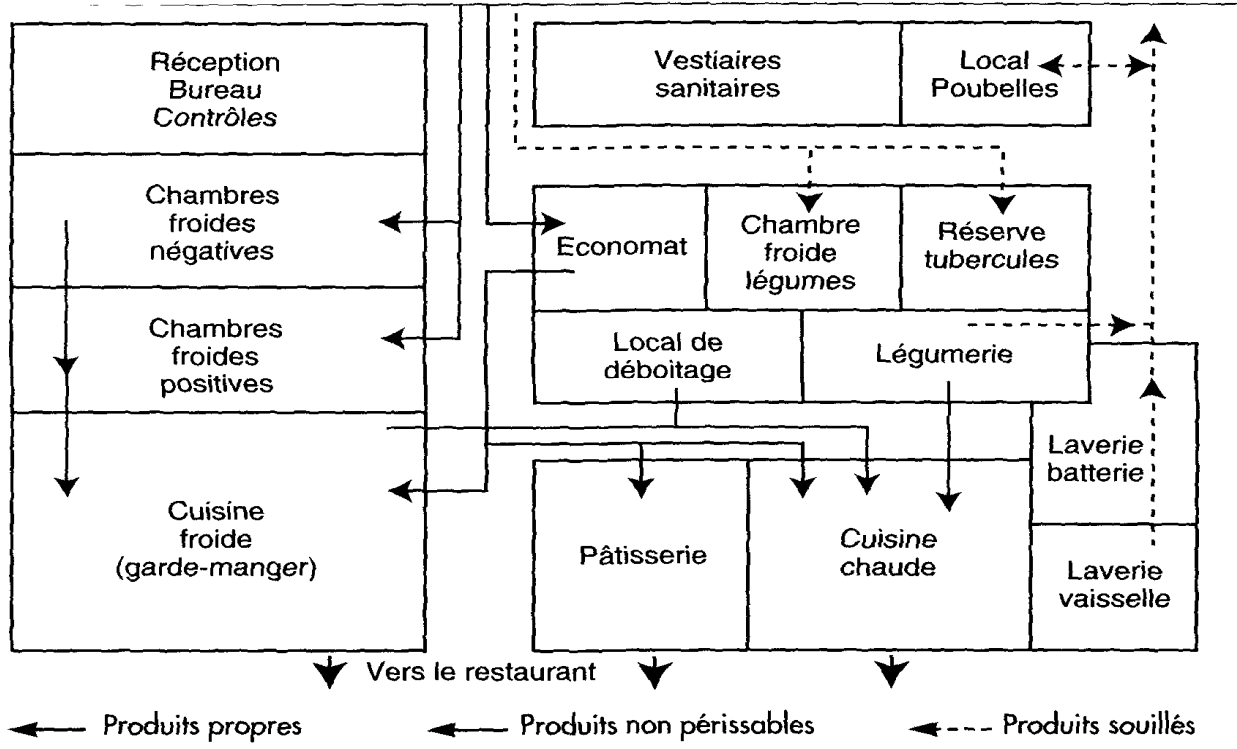 Réception
Bureau
Contrôles
Vestiaires
sanitaires
Local
Poubelles
Chambres
froides
négatives
Economat
Chambre
froide
légumes
Réserve
tubercules
Chambres
froides
positives
Local de
déboitage
Légumerie
Laverie
batterie
Cuisine
froide
(garde-manger)
Pâtisserie
Cuisine
chaude
Laverie
vaisselle
Vers le restaurant
Produits propres
Produits non périssables
Produits souillés